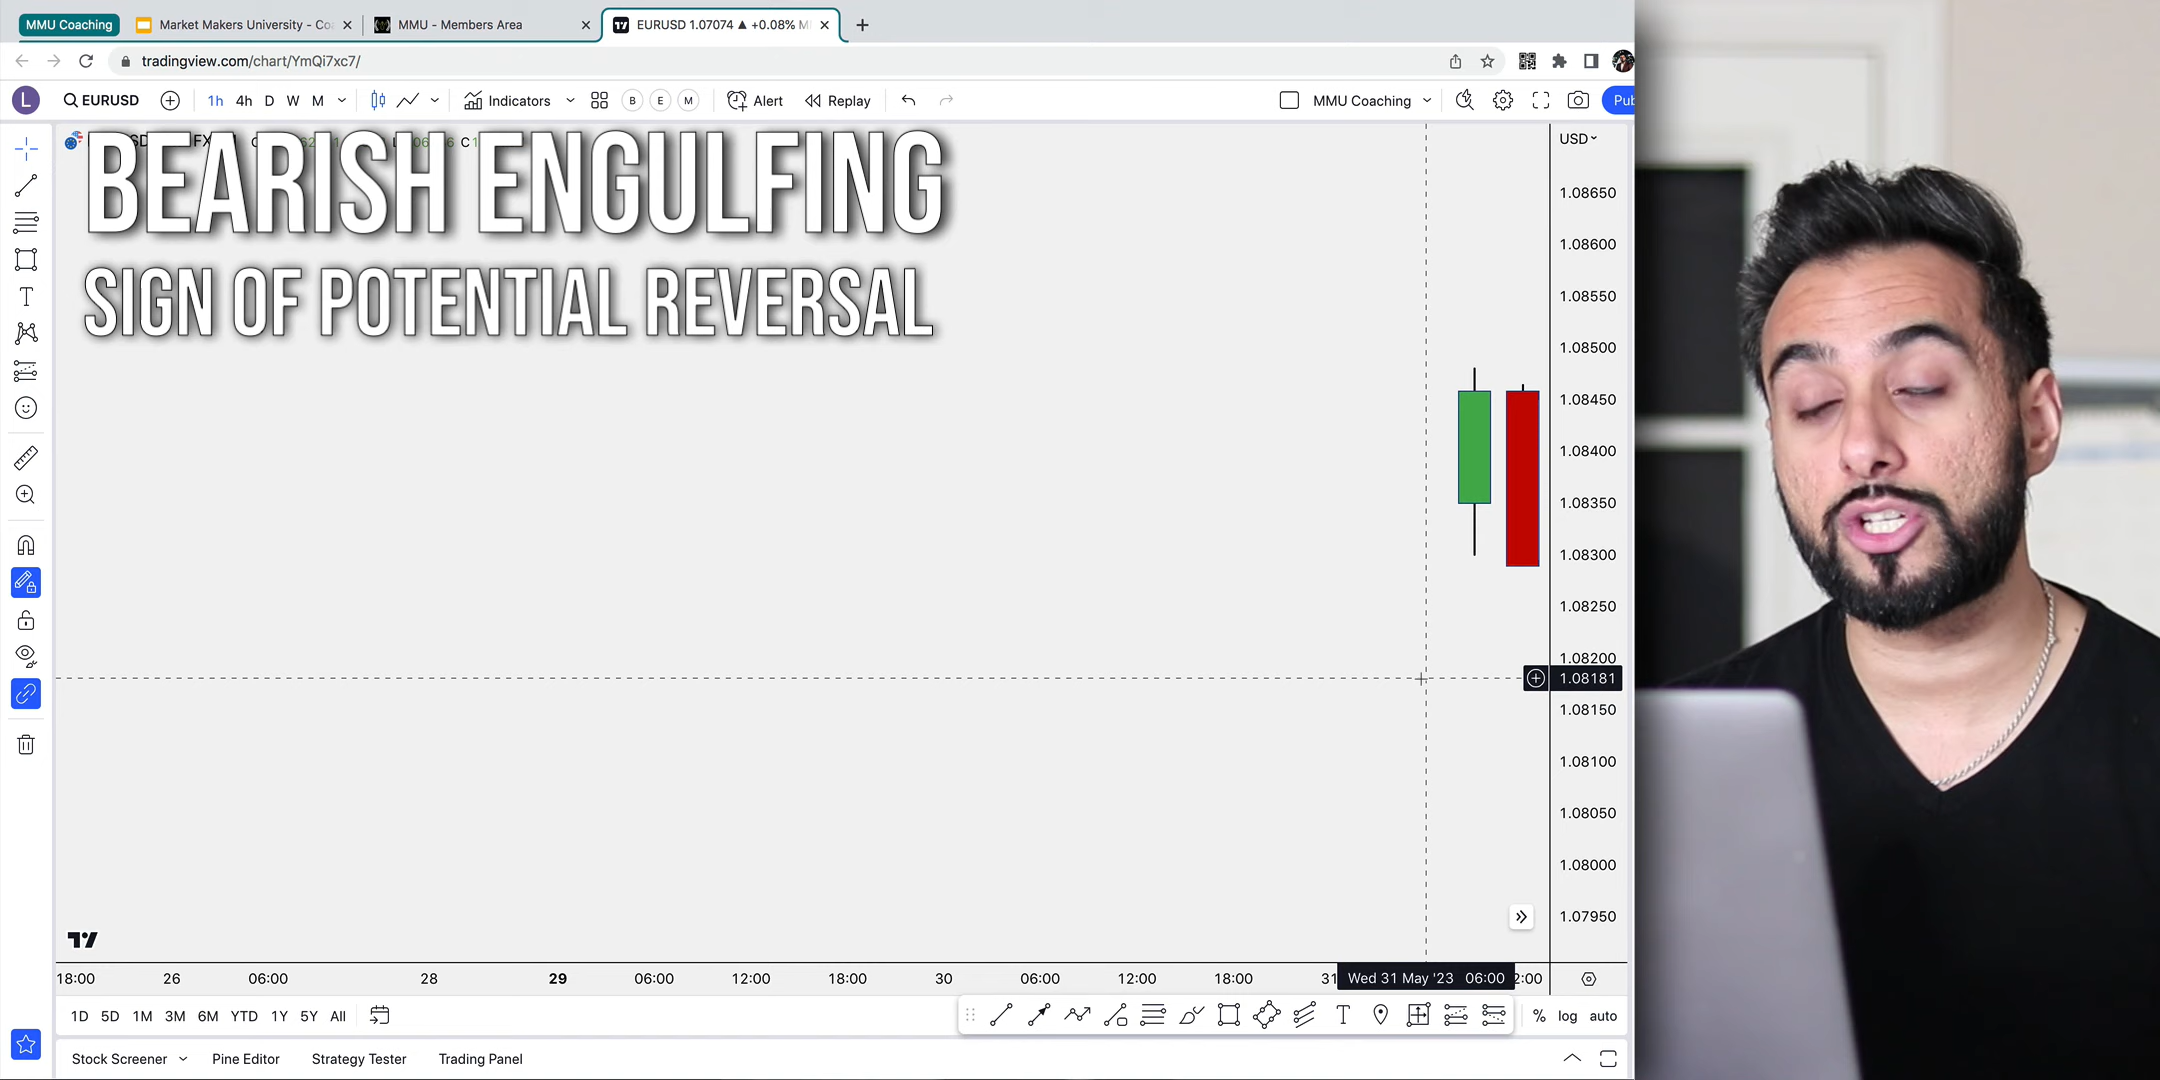 MMU Coaching
Market Makers University - Co
MMU - Members Area
EURUSD 1.07074 ▲ +0.08% M
tradingview.com/chart/YmQi7xc7/
L
EURUSD
1h 4h D W M
Indicators
B E M
Alert
Replay
MMU Coaching
Pub
USD
BEARISH ENGULFING
SIGN OF POTENTIAL REVERSAL
1.08650
1.08600
1.08550
1.08500
1.08450
1.08400
1.08350
1.08300
1.08250
1.08200
1.08181
1.08150
1.08100
1.08050
1.08000
1.07950
18:00 26 06:00 28 29 06:00 12:00 18:00 30 06:00 12:00 18:00 31 Wed 31 May '23 06:00 2:00
1D 5D 1M 3M 6M YTD 1Y 5Y All
T
% log auto
Stock Screener Pine Editor Strategy Tester Trading Panel